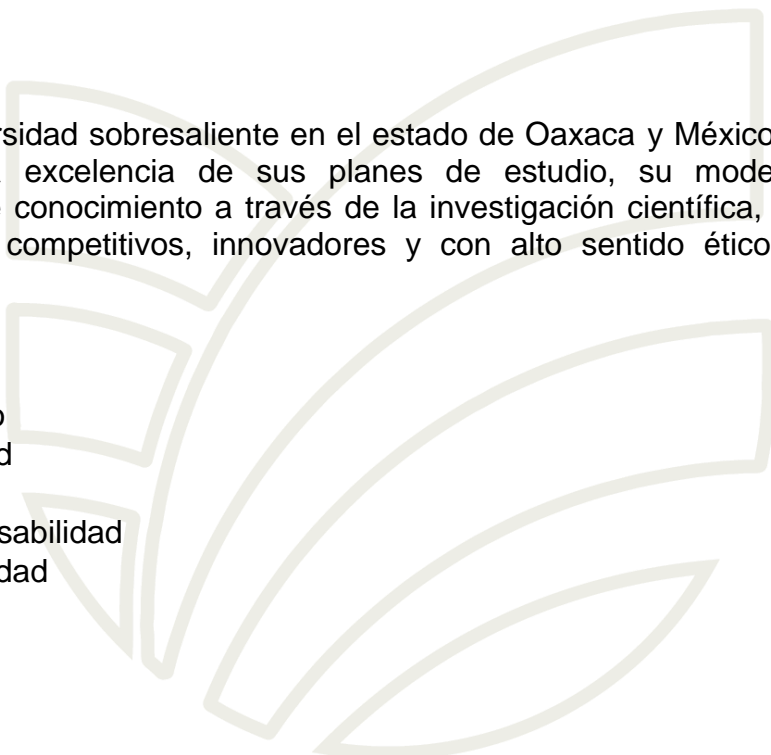 rsidad sobresaliente en el estado de Oaxaca y México
excelencia de sus planes de estudio, su mode
conocimiento a través de la investigación científica,
competitivos, innovadores y con alto sentido ético
o
d
sabilidad
dad